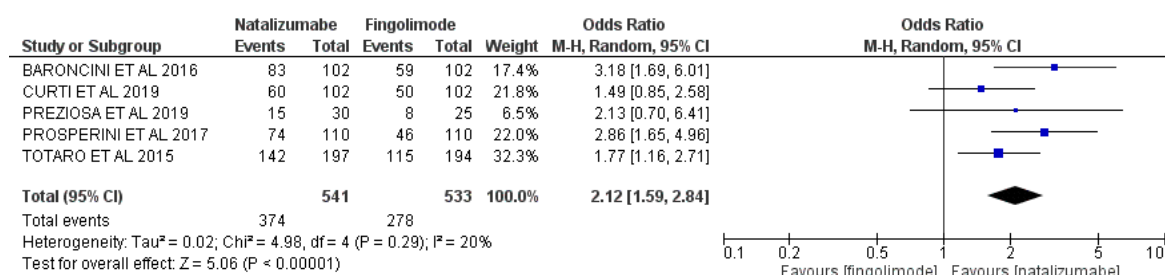 Natalizumabe Fingolimode Odds Ratio Odds Ratio
Study or Subgroup Events Total Events Total Weight M-H, Random, 95% CI M-H, Random, 95% CI
BARONCINI ET AL 2016 83 102 59 102 17.4% 3.18 [1.69, 6.01]
CURTI ET AL 2019 60 102 50 102 21.8% 1.49 [0.85, 2.58]
PREZIOSA ET AL 2019 15 30 8 25 6.5% 2.13 [0.70, 6.41]
PROSPERINI ET AL 2017 74 110 46 110 22.0% 2.86 [1.65, 4.96]
TOTARO ET AL 2015 142 197 115 194 32.3% 1.77 [1.16, 2.71]
Total (95% CI) 541 533 100.0% 2.12 [1.59, 2.84]
Total events 374 278
Heterogeneity: Tau² = 0.02; Chi² = 4.98, df = 4 (P = 0.29); I² = 20%
Test for overall effect: Z = 5.06 (P < 0.00001)
0.1 0.2 0.5 1 2 5 10
Favours [fingolimode] Favours [natalizumabe]